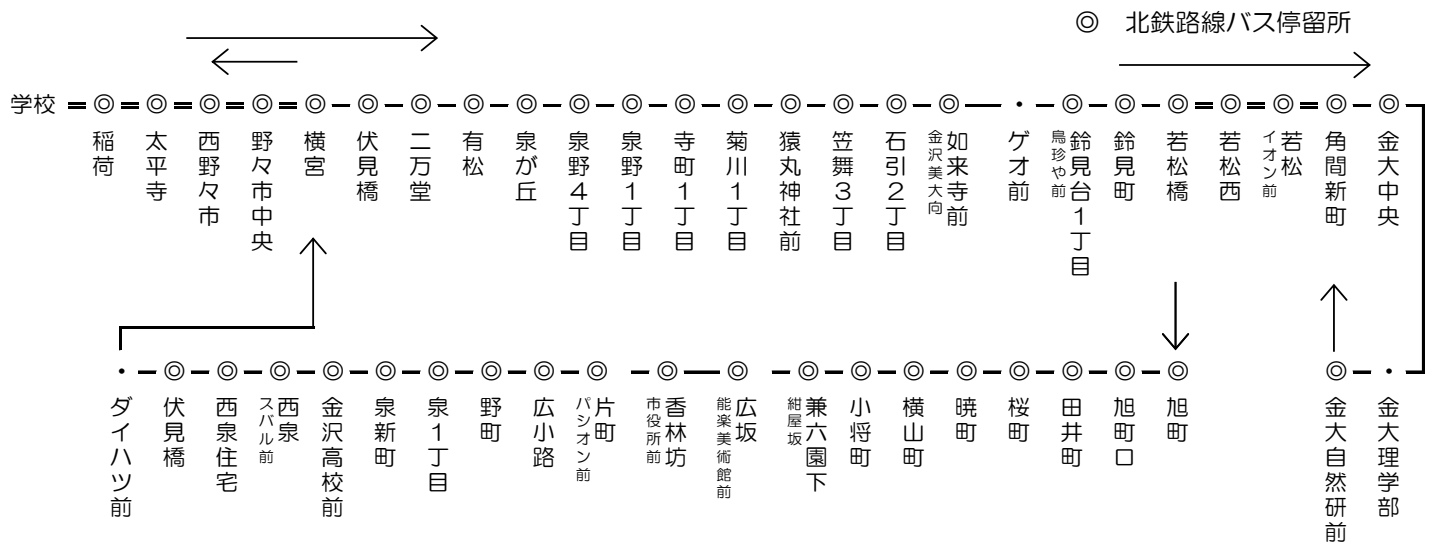 ◎ 北鉄路線バス停留所
学校
稲荷
太平寺
西野々市
野々市中央
横宮
伏見橋
二万堂
有松
泉が丘
泉野4丁目
泉野1丁目
寺町1丁目
菊川1丁目
猿丸神社前
笠舞3丁目
石引2丁目
如来寺前
金沢美大向
ゲオ前
鈴見台1丁目
鳥珍や前
鈴見町
若松橋
若松西
若松
イオン前
角間新町
金大中央
ダイハツ前
伏見橋
西泉住宅
西泉
スバル前
金沢高校前
泉新町
泉1丁目
野町
広小路
片町
パシオン前
香林坊
市役所前
広坂
能楽美術館前
兼六園下
紺屋坂
小将町
横山町
暁町
桜町
田井町
旭町口
旭町
金大自然研前
金大理学部